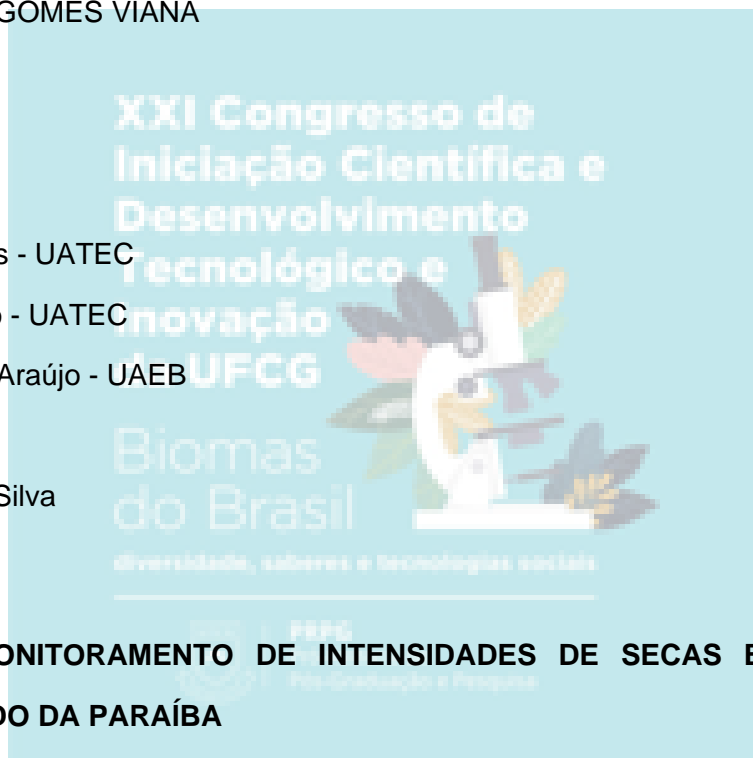 GOMES VIANA
XXI Congresso de
Iniciação Científica e
Desenvolvimento
s - UATEC
Tecnológico e
o - UATEC
Inovação
Araújo - UAEB
da UFCG
Biomas
Silva
do Brasil
diversidade, saberes e tecnologias sociais
PRPG
ONITORAMENTO DE INTENSIDADES DE SECAS E
Pós-Graduação e Pesquisa
DO DA PARAÍBA